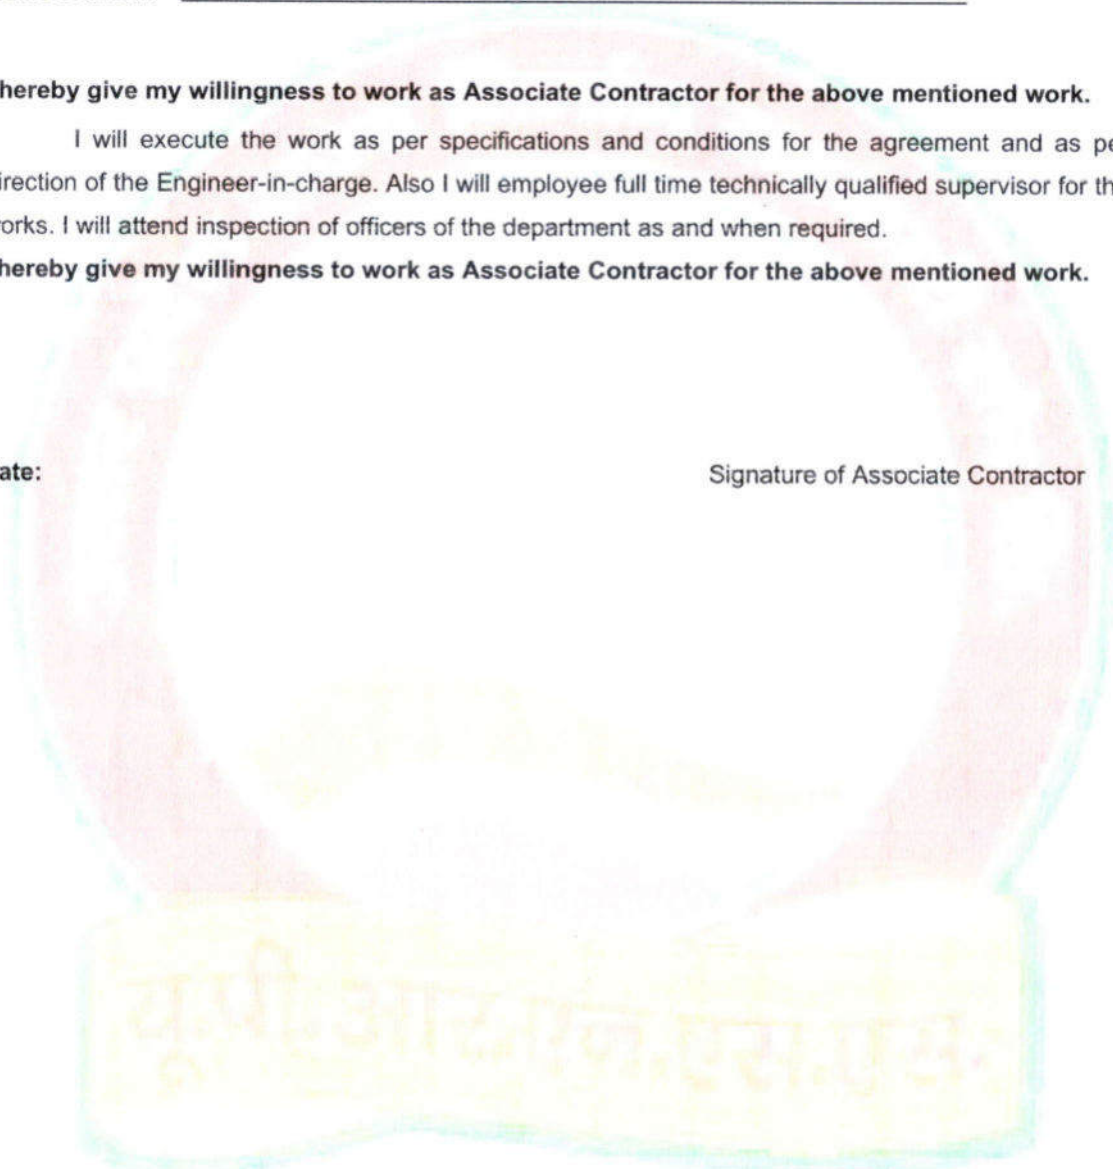 hereby give my willingness to work as Associate Contractor for the above mentioned work.
I will execute the work as per specifications and conditions for the agreement and as pe
irection of the Engineer-in-charge. Also I will employee full time technically qualified supervisor for th
orks. I will attend inspection of officers of the department as and when required.
hereby give my willingness to work as Associate Contractor for the above mentioned work.
ate:
Signature of Associate Contractor
यू.पी.आर.एन.एस.एस.